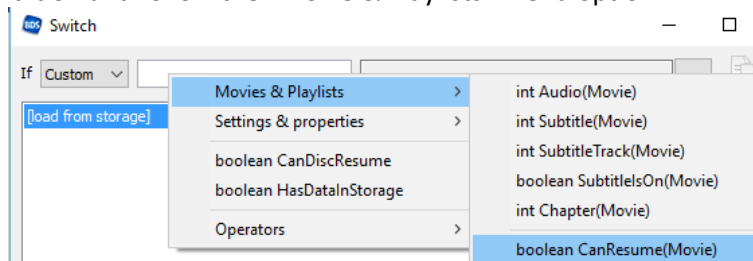 BDS Switch
If Custom
[load from storage]
Movies & Playlists
Settings & properties
boolean CanDiscResume
boolean HasDataInStorage
Operators
int Audio(Movie)
int Subtitle(Movie)
int SubtitleTrack(Movie)
boolean SubtitleIsOn(Movie)
int Chapter(Movie)
boolean CanResume(Movie)